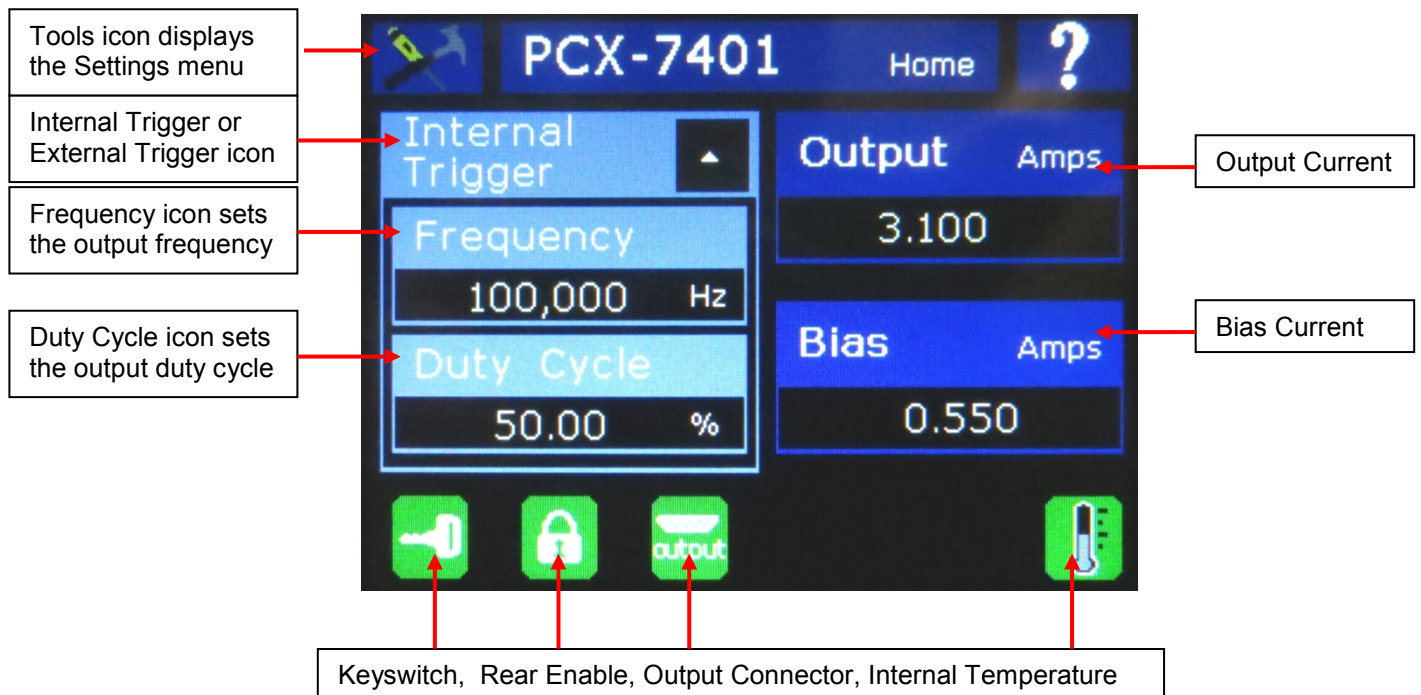 Tools icon displays
the Settings menu
Internal Trigger or
External Trigger icon
Frequency icon sets
the output frequency
Duty Cycle icon sets
the output duty cycle
PCX-7401 Home ?
Internal
Trigger
Frequency
100,000 Hz
Duty Cycle
50.00 %
Output Amps
3.100
Bias Amps
0.550
output
Output Current
Bias Current
Keyswitch, Rear Enable, Output Connector, Internal Temperature